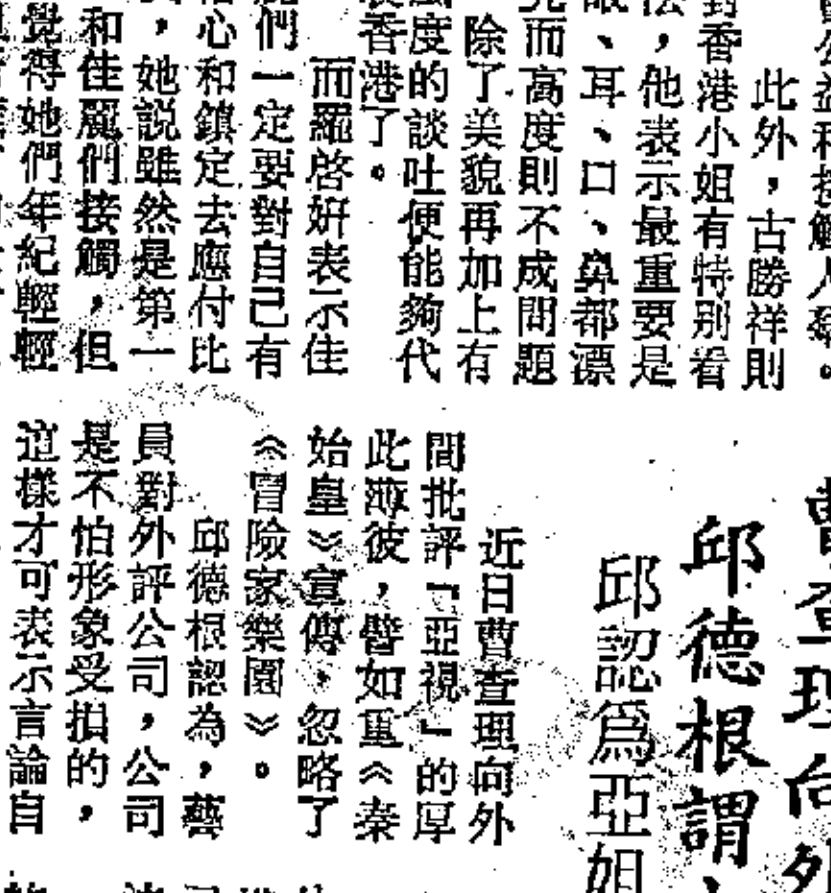 此外，古勝祥則
對香港小姐有特別看
法，他表示最重要是
眼、耳、口、鼻都漂
而高度則不成問題
除了美貌再加上有
風度的談吐便能夠代
表香港了。
而羅啓妍表示佳
麗們一定要對自己有
信心和鎮定去應付比
，她說雖然是第一
和佳麗們接觸，但
覺得她們年紀輕輕
曹查理向外
邱德根謂
邱認爲亞姐
近日曹查理向外
間批評「亞視」的厚
此薄彼，譬如重《秦
始皇》宣傳，忽略了
《冒險家樂園》。
邱德根認為，藝
員對外評公司，公司
是不怕形象受損的，
這樣才可表示言論自